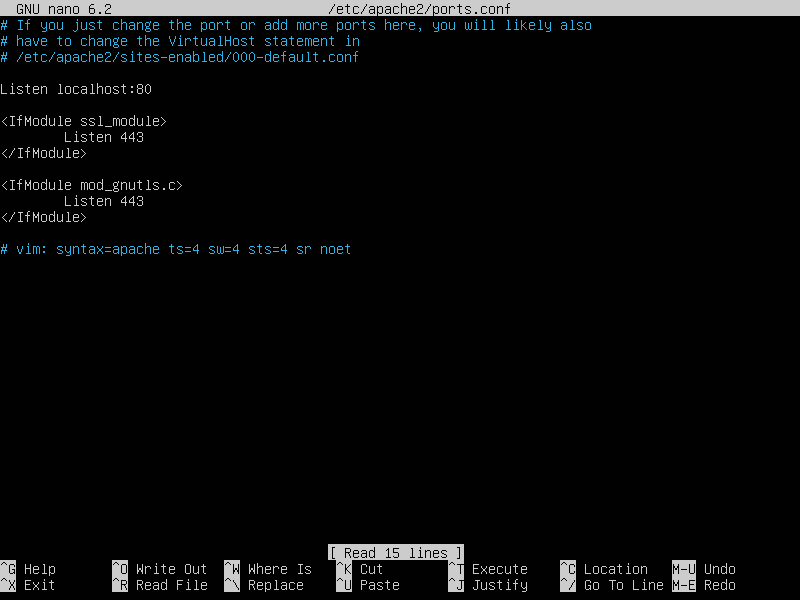 GNU nano 6.2 /etc/apache2/ports.conf
# If you just change the port or add more ports here, you will likely also
# have to change the VirtualHost statement in
# /etc/apache2/sites-enabled/000-default.conf
Listen localhost:80
<IfModule ssl_module>
Listen 443
</IfModule>
<IfModule mod_gnutls.c>
Listen 443
</IfModule>
# vim: syntax=apache ts=4 sw=4 sts=4 sr noet
[ Read 15 lines ]
^G Help ^O Write Out ^W Where Is ^K Cut ^T Execute ^C Location M-U Undo
^X Exit ^R Read File ^\ Replace ^U Paste ^J Justify ^/ Go To Line M-E Redo